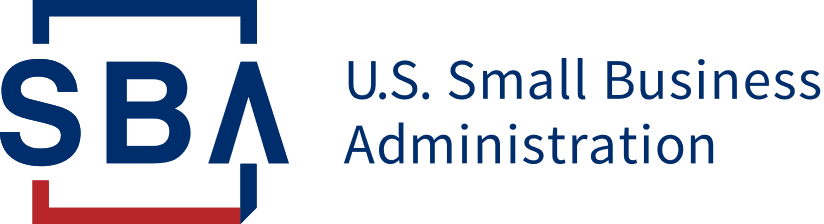 SBA
U.S. Small Business
Administration